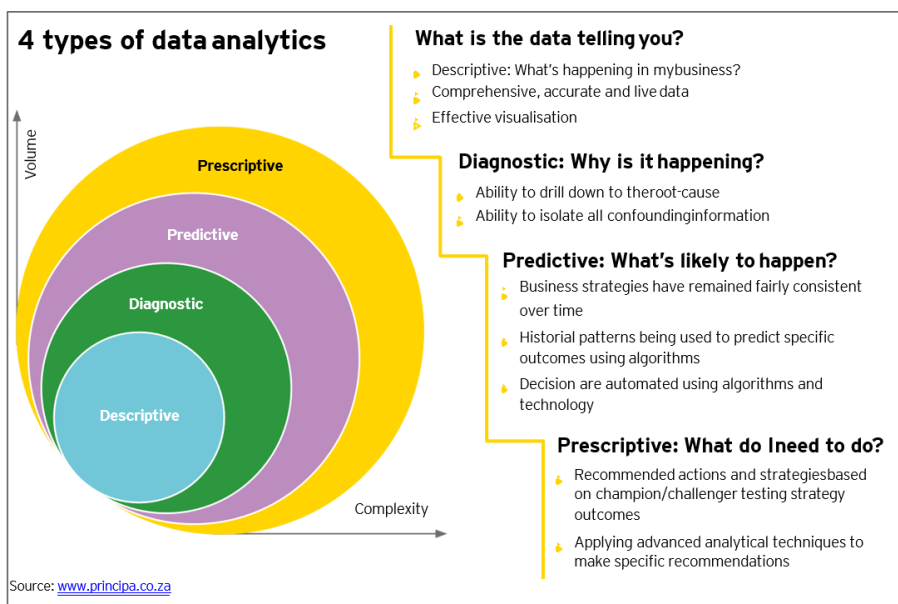 4 types of data analytics
Volume
Prescriptive
Predictive
Diagnostic
Descriptive
Complexity
Source: www.principa.co.za
What is the data telling you?
Descriptive: What's happening in mybusiness?
Comprehensive, accurate and live data
Effective visualisation
Diagnostic: Why is it happening?
Ability to drill down to theroot-cause
Ability to isolate all confoundinginformation
Predictive: What's likely to happen?
Business strategies have remained fairly consistent
over time
Historial patterns being used to predict specific
outcomes using algorithms
Decision are automated using algorithms and
technology
Prescriptive: What do Ineed to do?
Recommended actions and strategiesbased
on champion/challenger testing strategy
outcomes
Applying advanced analytical techniques to
make specific recommendations